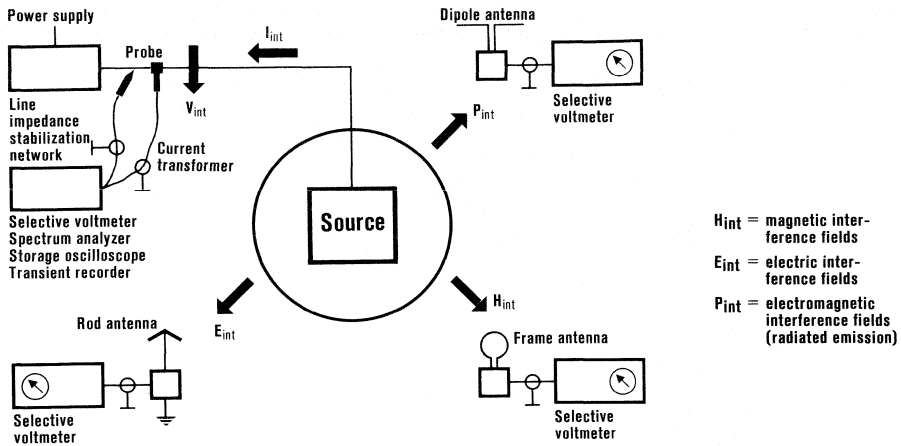 Power supply
Probe
I int
V int
Line
impedance
stabilization
network
Current
transformer
Selective voltmeter
Spectrum analyzer
Storage oscilloscope
Transient recorder
Dipole antenna
Selective
voltmeter
P int
Source
H int = magnetic inter-
ference fields
E int = electric inter-
ference fields
P int = electromagnetic
interference fields
(radiated emission)
E int
H int
Rod antenna
Selective
voltmeter
Frame antenna
Selective
voltmeter